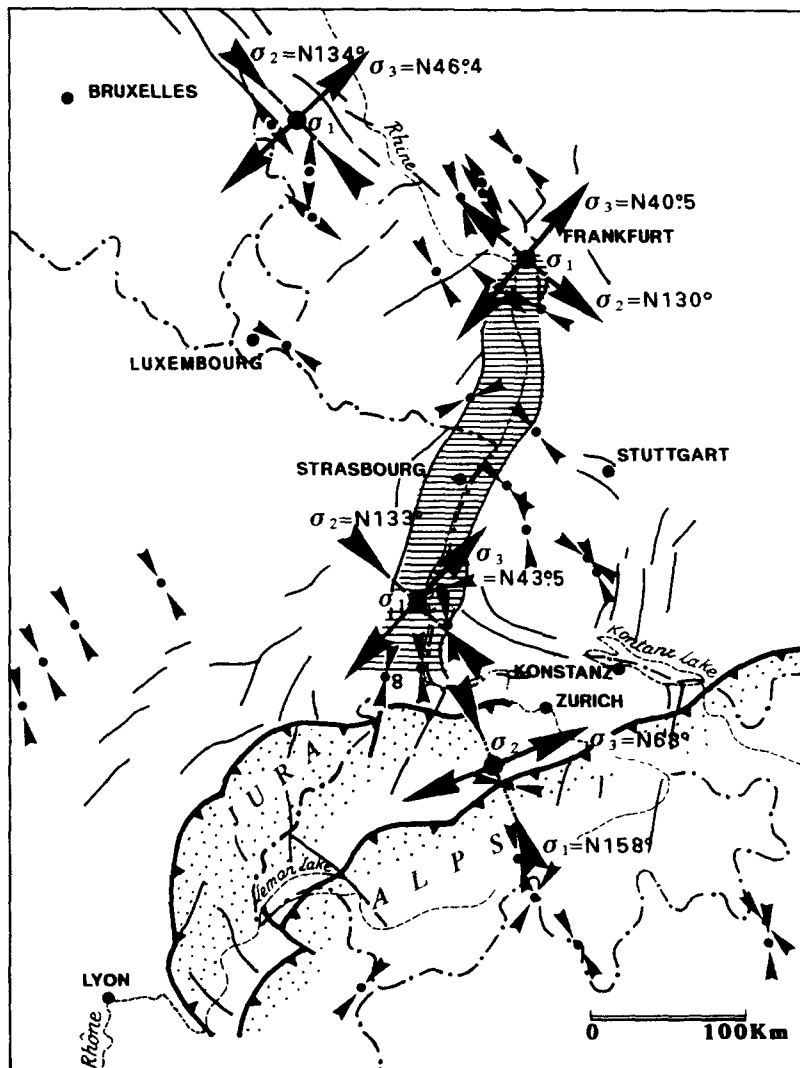 σ₂=N134°
σ₃=N46°.4
BRUXELLES
σ₁
Rhine
σ₃=N40°.5
FRANKFURT
σ₁
σ₂=N130°
LUXEMBOURG
STUTTGART
STRASBOURG
σ₂=N133°
σ₃
=N43°.5
σ₁
Kontanz Lake
KONSTANZ
8
ZURICH
σ₂
σ₃=N68°
JURA
σ₁=N158°
Leman Lake
ALPS
LYON
Rhône
0 100Km